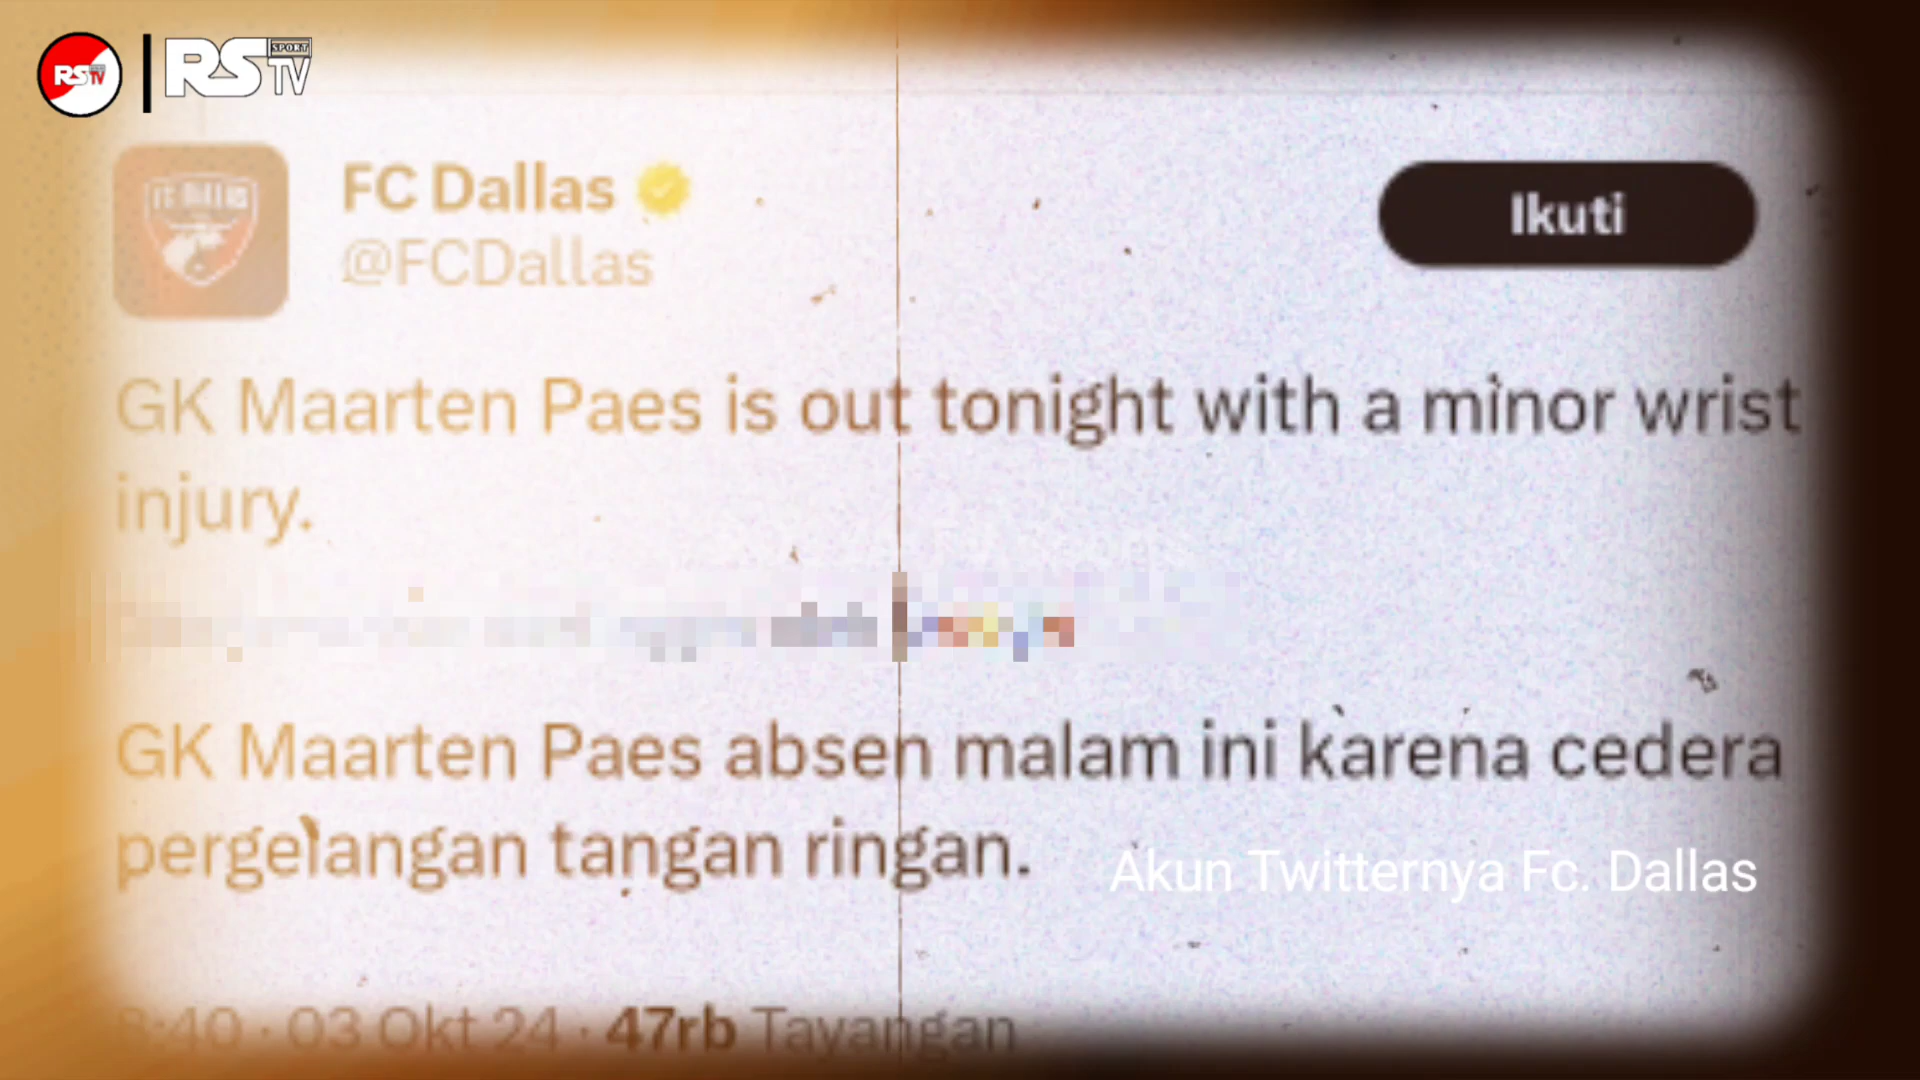 RSTV | RS SPORT TV
FC DALLAS
FC Dallas
@FCDallas
Ikuti
GK Maarten Paes is out tonight with a minor wrist
injury.
GK Maarten Paes absen malam ini karena cedera
pergelangan tangan ringan.
Akun Twitternya Fc. Dallas
:40 · 03 Okt 24 · 47rb Tayangan